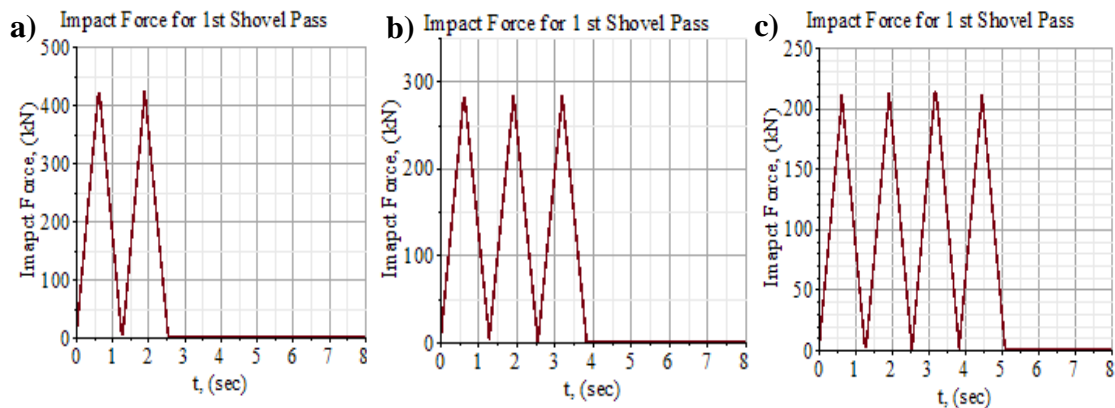 a)
Impact Force for 1st Shovel Pass
Imapct Force, (kN)
500
400
300
200
100
0
0 1 2 3 4 5 6 7 8
t, (sec)
b)
Impact Force for 1 st Shovel Pass
Imapct Force, (kN)
300
200
100
0
0 1 2 3 4 5 6 7 8
t, (sec)
c)
Impact Force for 1 st Shovel Pass
Imapct Force, (kN)
250
200
150
100
50
0
0 1 2 3 4 5 6 7 8
t, (sec)